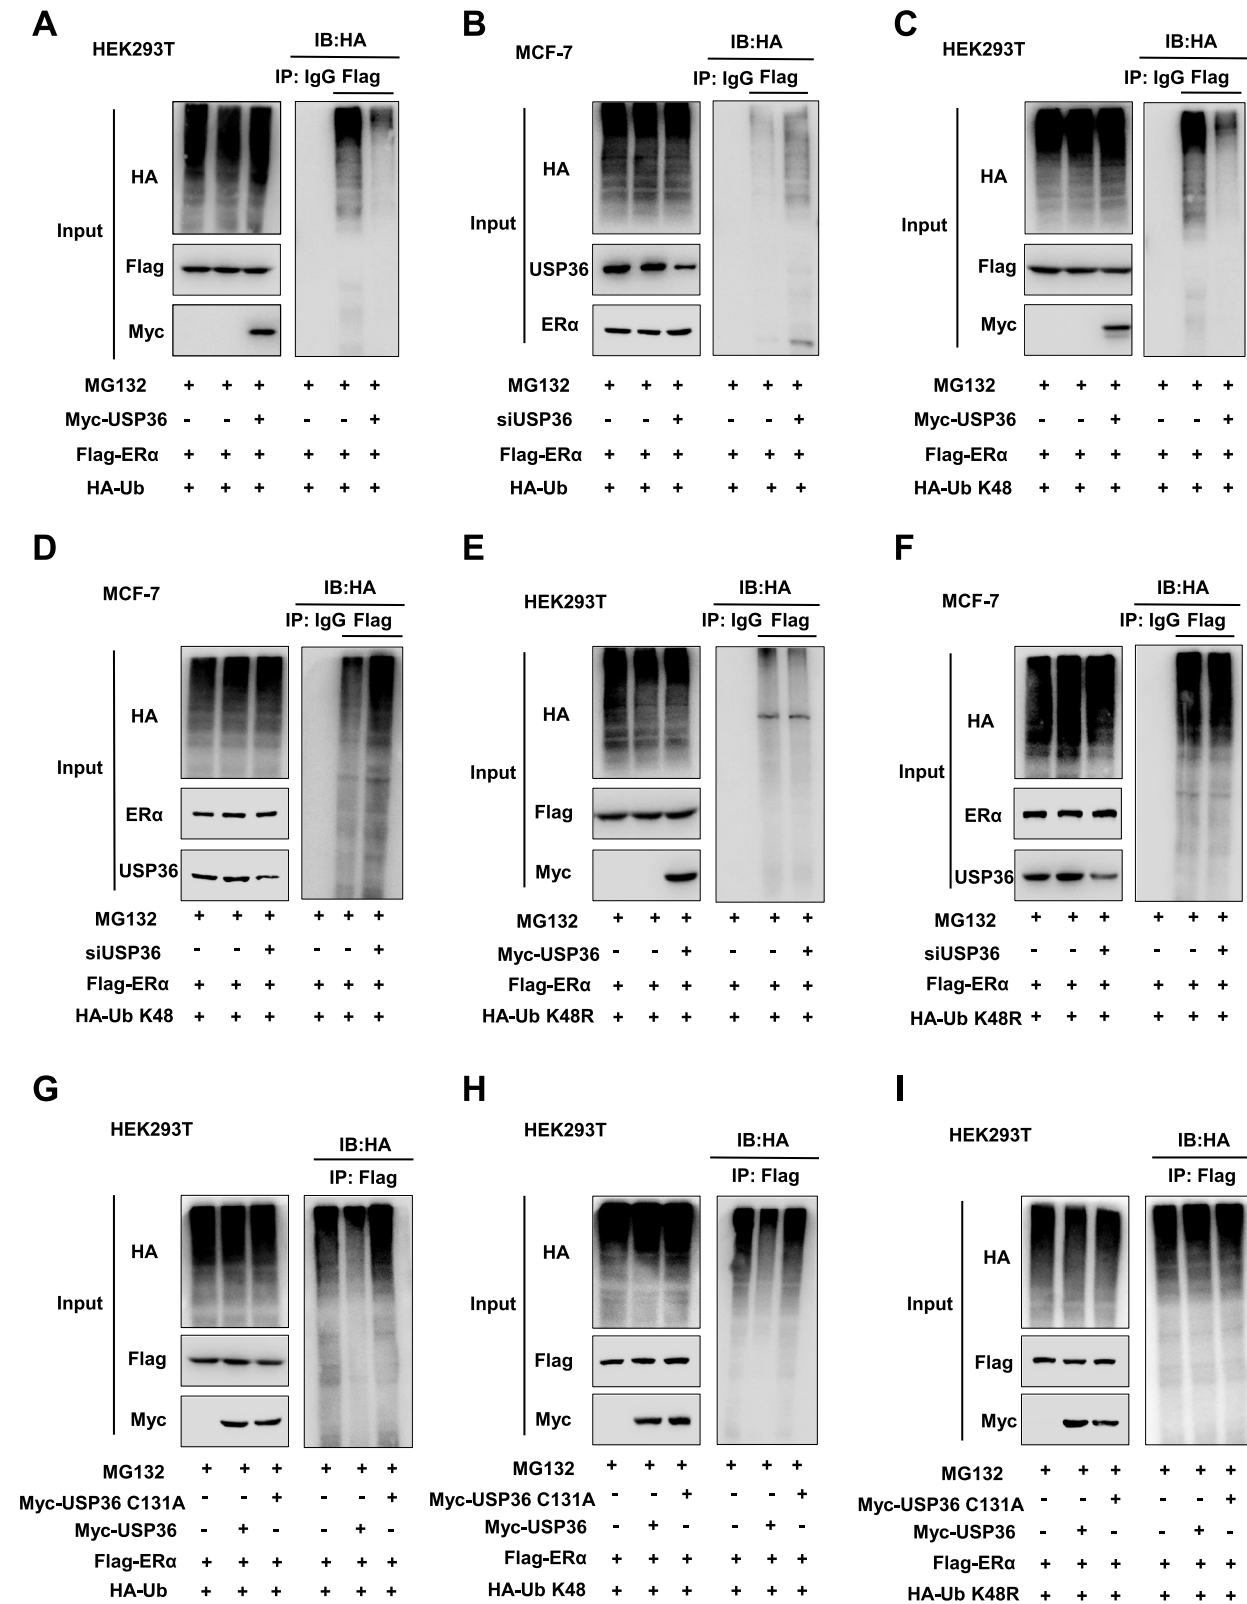 A
HEK293T
IB:HA
IP: IgG Flag
HA
Input
Flag
Myc
MG132 + + + + + +
Myc-USP36 - - + - - +
Flag-ERα + + + + + +
HA-Ub + + + + + +
B
MCF-7
IB:HA
IP: IgG Flag
HA
Input
USP36
ERα
MG132 + + + + + +
siUSP36 - - + - - +
Flag-ERα + + + + + +
HA-Ub + + + + + +
C
HEK293T
IB:HA
IP: IgG Flag
HA
Input
Flag
Myc
MG132 + + + + + +
Myc-USP36 - - + - - +
Flag-ERα + + + + + +
HA-Ub K48 + + + + + +
D
MCF-7
IB:HA
IP: IgG Flag
HA
Input
ERα
USP36
MG132 + + + + + +
siUSP36 - - + - - +
Flag-ERα + + + + + +
HA-Ub K48 + + + + + +
E
HEK293T
IB:HA
IP: IgG Flag
HA
Input
Flag
Myc
MG132 + + + + + +
Myc-USP36 - - + - - +
Flag-ERα + + + + + +
HA-Ub K48R + + + + + +
F
MCF-7
IB:HA
IP: IgG Flag
HA
Input
ERα
USP36
MG132 + + + + + +
siUSP36 - - + - - +
Flag-ERα + + + + + +
HA-Ub K48R + + + + + +
G
HEK293T
IB:HA
IP: Flag
HA
Input
Flag
Myc
MG132 + + + + + +
Myc-USP36 C131A - - + - - +
Myc-USP36 - + - - + -
Flag-ERα + + + + + +
HA-Ub + + + + + +
H
HEK293T
IB:HA
IP: Flag
HA
Input
Flag
Myc
MG132 + + + + + +
Myc-USP36 C131A - - + - - +
Myc-USP36 - + - - + -
Flag-ERα + + + + + +
HA-Ub K48 + + + + + +
I
HEK293T
IB:HA
IP: Flag
HA
Input
Flag
Myc
MG132 + + + + + +
Myc-USP36 C131A - - + - - +
Myc-USP36 - + - - + -
Flag-ERα + + + + + +
HA-Ub K48R + + + + + +